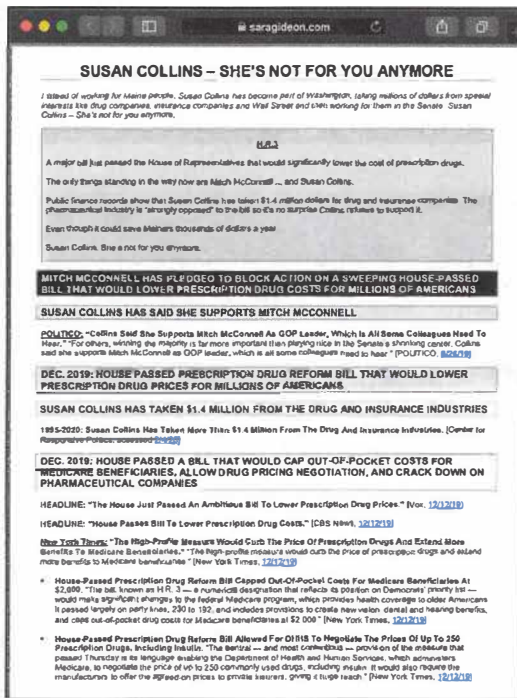 saragideon.com
SUSAN COLLINS – SHE'S NOT FOR YOU ANYMORE
Instead of working for Maine people, Susan Collins has become part of Washington, taking millions of dollars from special
interests like drug companies, insurance companies and Wall Street and then working for them in the Senate. Susan
Collins – She's not for you anymore.
H.R.3
A major bill just passed the House of Representatives that would significantly lower the cost of prescription drugs.
The only things standing in the way now are Mitch McConnell ... and Susan Collins.
Public finance records show that Susan Collins has taken $1.4 million dollars for drug and insurance companies. The
pharmaceutical industry is "strongly opposed" to the bill so it's no surprise Collins refuses to support it.
Even though it could save Mainers thousands of dollars a year.
Susan Collins. She is not for you anymore.
MITCH MCCONNELL HAS PLEDGED TO BLOCK ACTION ON A SWEEPING HOUSE-PASSED
BILL THAT WOULD LOWER PRESCRIPTION DRUG COSTS FOR MILLIONS OF AMERICANS
SUSAN COLLINS HAS SAID SHE SUPPORTS MITCH MCCONNELL
POLITICO: "Collins Said She Supports Mitch McConnell As GOP Leader, Which Is All Some Colleagues Need To
Hear." "For others, winning the majority is far more important than playing nice in the Senate's shrinking center. Collins
said she supports Mitch McConnell as GOP leader, which is all some colleagues need to hear." [POLITICO, 8/26/19]
DEC. 2019: HOUSE PASSED PRESCRIPTION DRUG REFORM BILL THAT WOULD LOWER
PRESCRIPTION DRUG PRICES FOR MILLIONS OF AMERICANS
SUSAN COLLINS HAS TAKEN $1.4 MILLION FROM THE DRUG AND INSURANCE INDUSTRIES
1995-2020: Susan Collins Has Taken More Than $1.4 Million From The Drug And Insurance Industries. [Center for
Responsive Politics, accessed 2/4/20]
DEC. 2019: HOUSE PASSED A BILL THAT WOULD CAP OUT-OF-POCKET COSTS FOR
MEDICARE BENEFICIARIES, ALLOW DRUG PRICING NEGOTIATION, AND CRACK DOWN ON
PHARMACEUTICAL COMPANIES
HEADLINE: "The House Just Passed An Ambitious Bill To Lower Prescription Drug Prices." [Vox, 12/12/19]
HEADLINE: "House Passes Bill To Lower Prescription Drug Costs." [CBS News, 12/12/19]
New York Times: "The High-Profile Measure Would Curb The Price Of Prescription Drugs And Extend More
Benefits To Medicare Beneficiaries." "The high-profile measure would curb the price of prescription drugs and extend
more benefits to Medicare beneficiaries." [New York Times, 12/12/19]
• House-Passed Prescription Drug Reform Bill Capped Out-Of-Pocket Costs For Medicare Beneficiaries At
$2,000. "The bill, known as H.R. 3 — a numerical designation that reflects its position on Democrats' priority list —
would make significant changes to the federal Medicare program, which provides health coverage to older Americans.
It passed largely on party lines, 230 to 192, and includes provisions to create new vision, dental and hearing benefits,
and caps out-of-pocket drug costs for Medicare beneficiaries at $2,000." [New York Times, 12/12/19]
• House-Passed Prescription Drug Reform Bill Allowed For DHHS To Negotiate The Prices Of Up To 250
Prescription Drugs, Including Insulin. "The central — and most contentious — provision of the measure that
passed Thursday is its language enabling the Department of Health and Human Services, which administers
Medicare, to negotiate the price of up to 250 commonly used drugs, including insulin. It would also require the
manufacturers to offer the agreed-on prices to private insurers, giving it huge reach." [New York Times, 12/12/19]